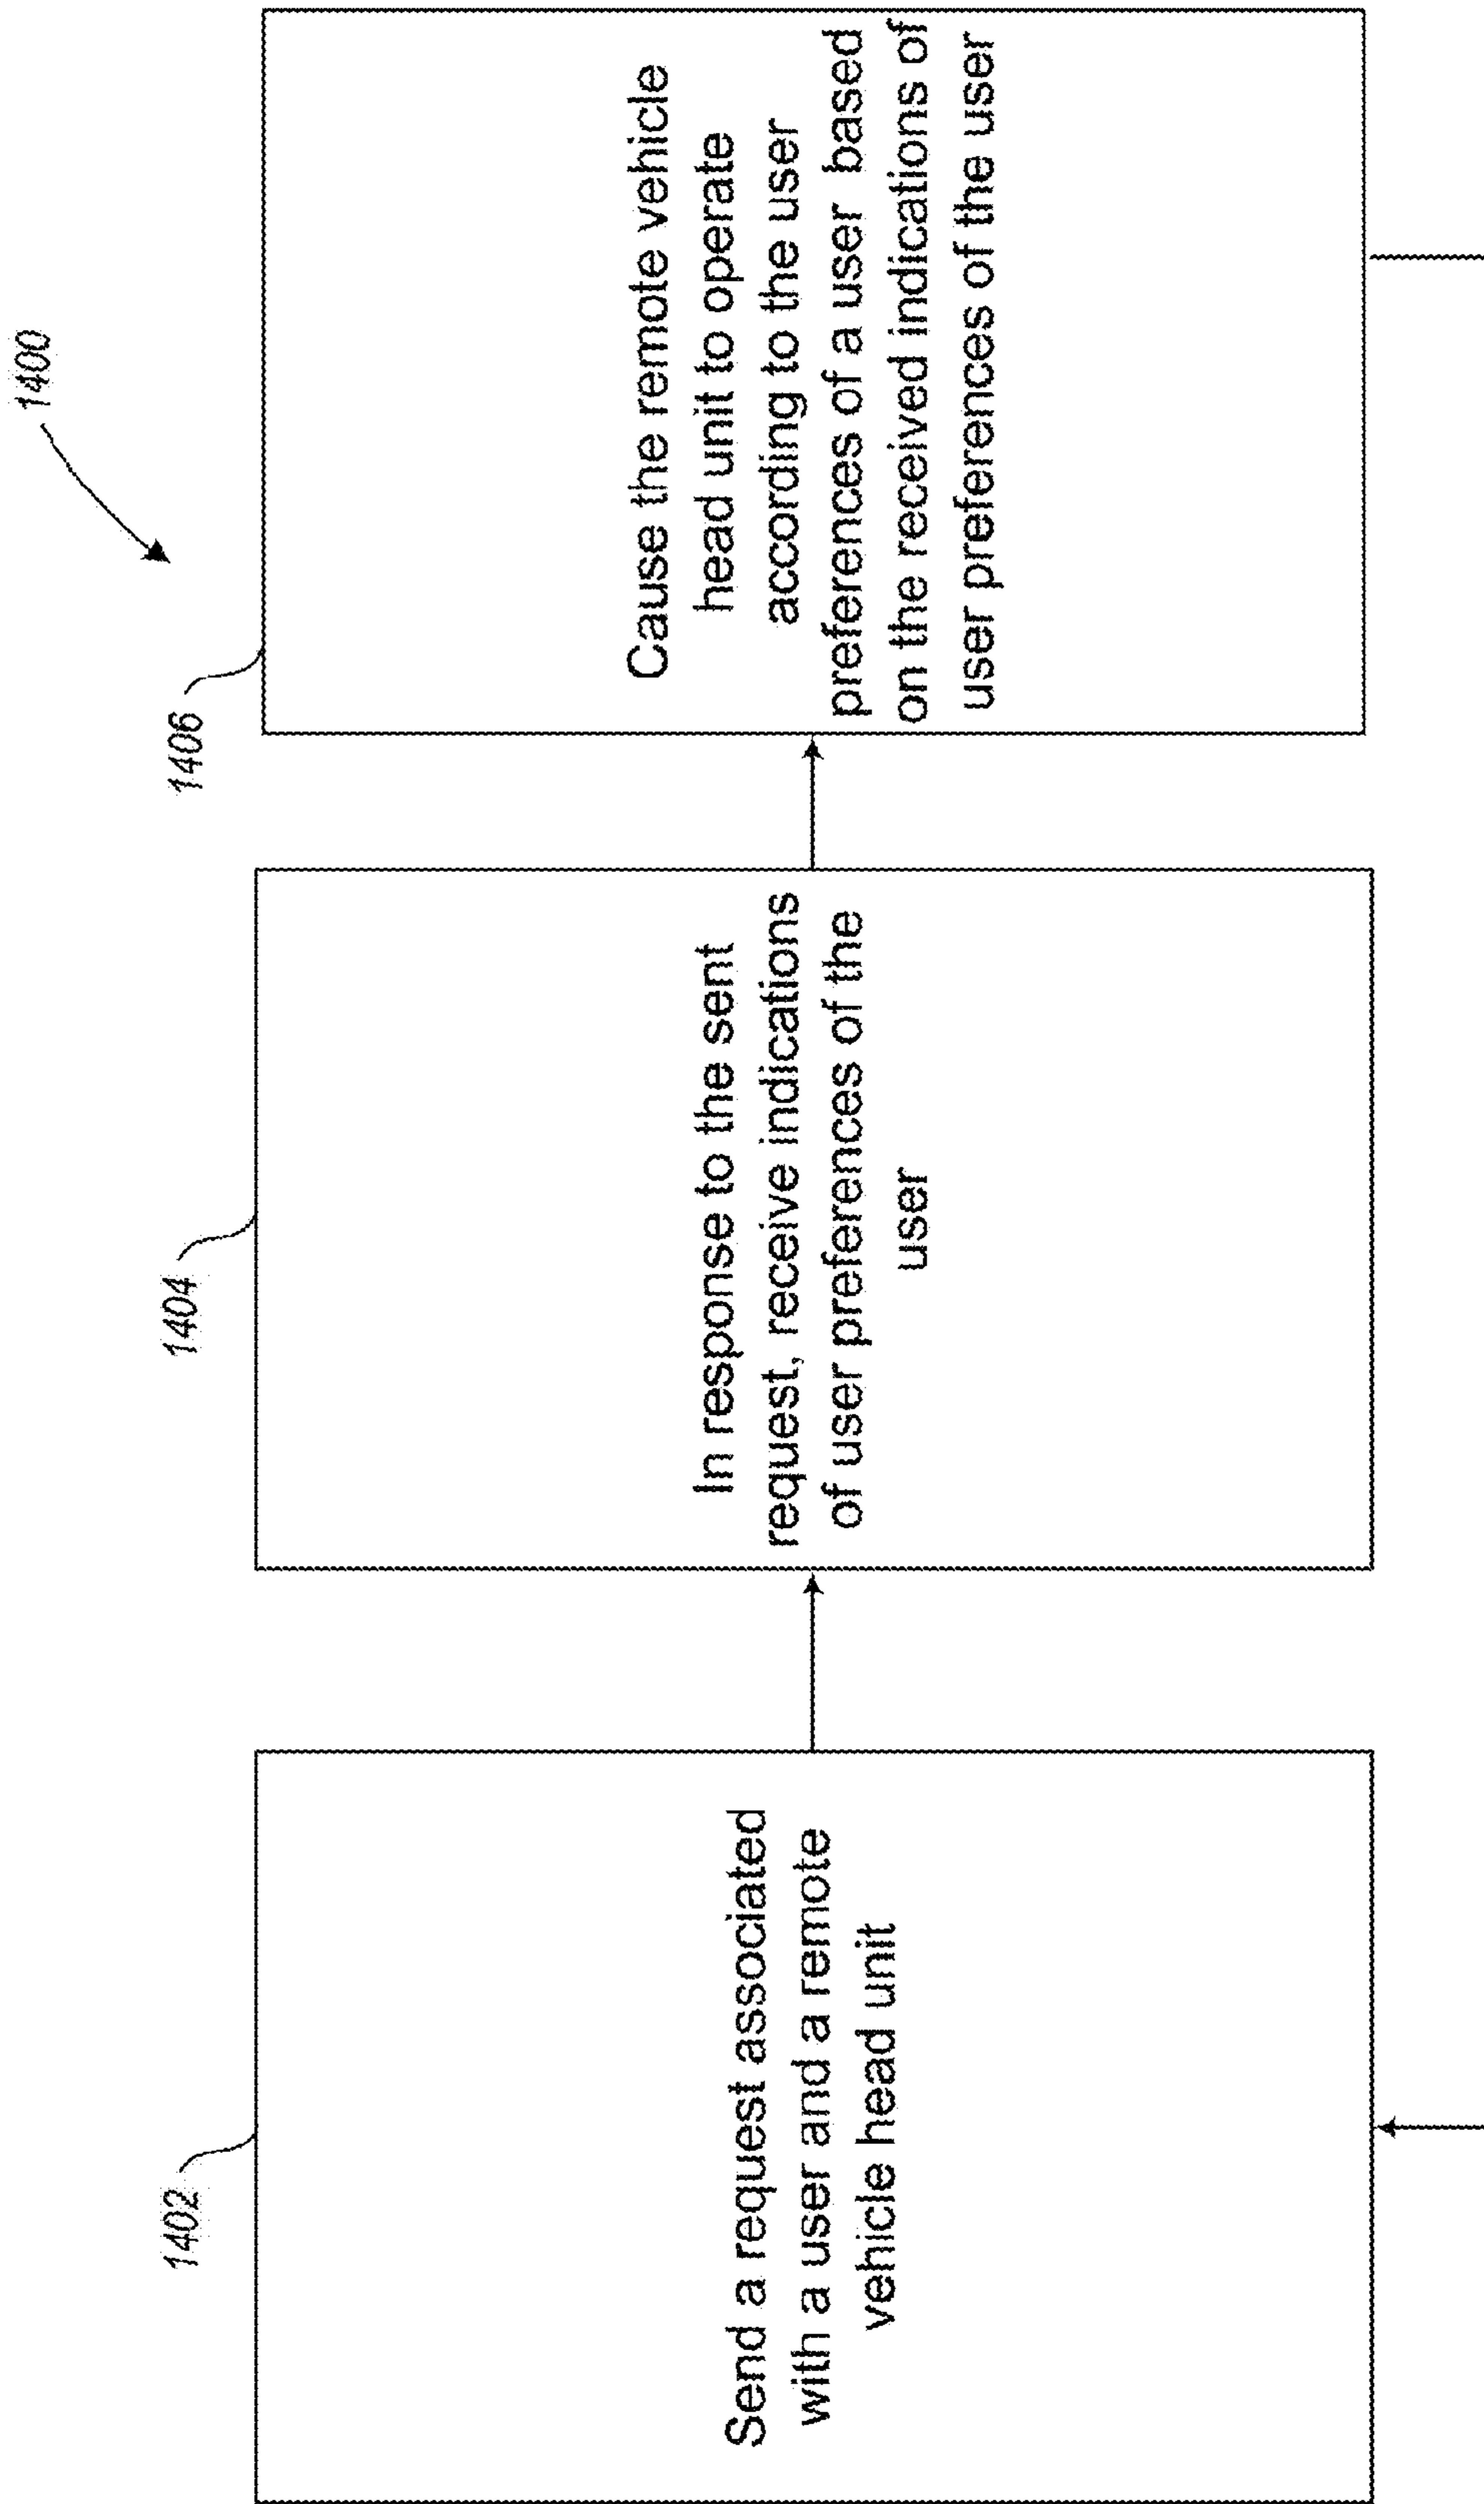 1400
1402
Send a request associated
with a user and a remote
vehicle head unit
1404
In response to the sent
request, receive indications
of user preferences of the
user
1406
Cause the remote vehicle
head unit to operate
according to the user
preferences of a user based
on the received indications of
user preferences of the user